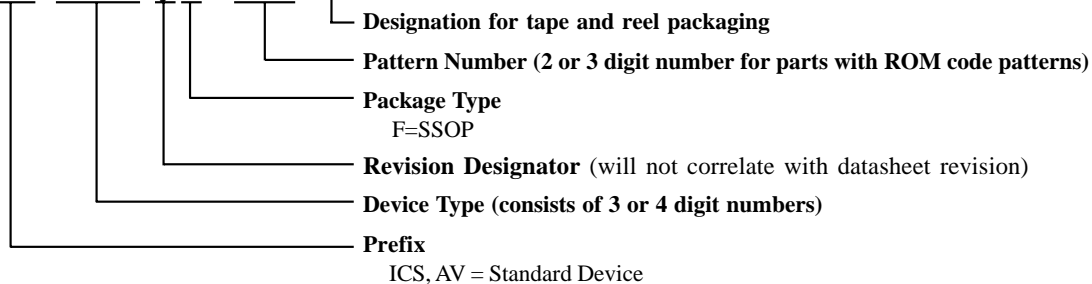 Designation for tape and reel packaging
Pattern Number (2 or 3 digit number for parts with ROM code patterns)
Package Type
F=SSOP
Revision Designator (will not correlate with datasheet revision)
Device Type (consists of 3 or 4 digit numbers)
Prefix
ICS, AV = Standard Device